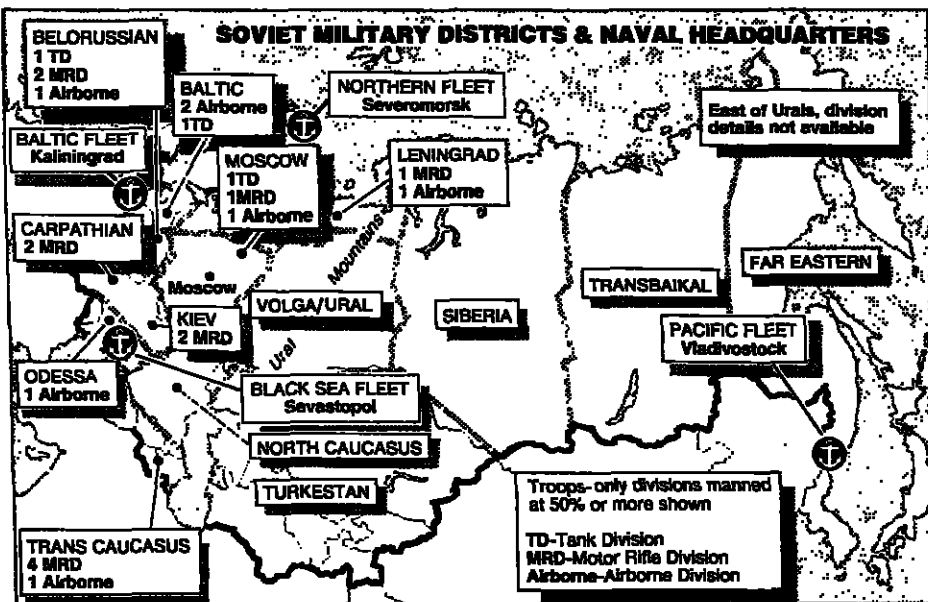 SOVIET MILITARY DISTRICTS & NAVAL HEADQUARTERS
BELORUSSIAN
1 TD
2 MRD
1 Airborne
BALTIC
2 Airborne
1TD
NORTHERN FLEET
Severomorsk
East of Urals, division
details not available
BALTIC FLEET
Kaliningrad
MOSCOW
1TD
1MRD
1 Airborne
LENINGRAD
1 MRD
1 Airborne
CARPATHIAN
2 MRD
Mountains
Moscow
FAR EASTERN
TRANSBAIKAL
VOLGA/URAL
SIBERIA
KIEV
2 MRD
PACIFIC FLEET
Vladivostock
Ural
ODESSA
1 Airborne
BLACK SEA FLEET
Sevastopol
NORTH CAUCASUS
TURKESTAN
Troops-only divisions manned
at 50% or more shown
TD-Tank Division
MRD-Motor Rifle Division
Airborne-Airborne Division
TRANS CAUCASUS
4 MRD
1 Airborne